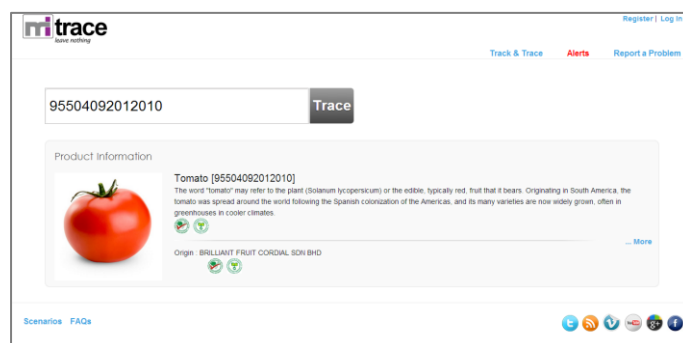 Register | Log In
mi trace
leave nothing
Track & Trace Alerts Report a Problem
95504092012010 Trace
Product Information
Tomato [95504092012010]
The word "tomato" may refer to the plant (Solanum lycopersicum) or the edible, typically red, fruit that it bears. Originating in South America, the
tomato was spread around the world following the Spanish colonization of the Americas, and its many varieties are now widely grown, often in
greenhouses in cooler climates.
... More
Origin : BRILLIANT FRUIT CORDIAL SDN BHD
Scenarios FAQs